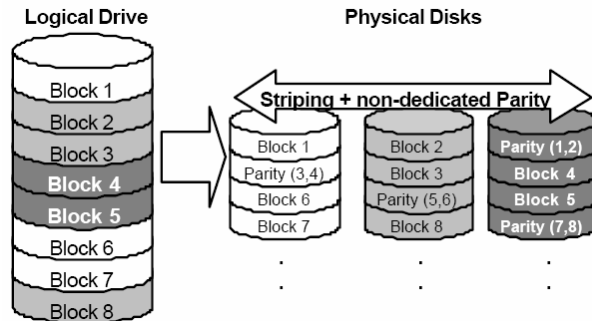 Logical Drive
Physical Disks
Block 1
Block 2
Block 3
Block 4
Block 5
Block 6
Block 7
Block 8
Striping + non-dedicated Parity
Block 1
Parity (3,4)
Block 6
Block 7
Block 2
Block 3
Parity (5,6)
Block 8
Parity (1,2)
Block 4
Block 5
Parity (7,8)